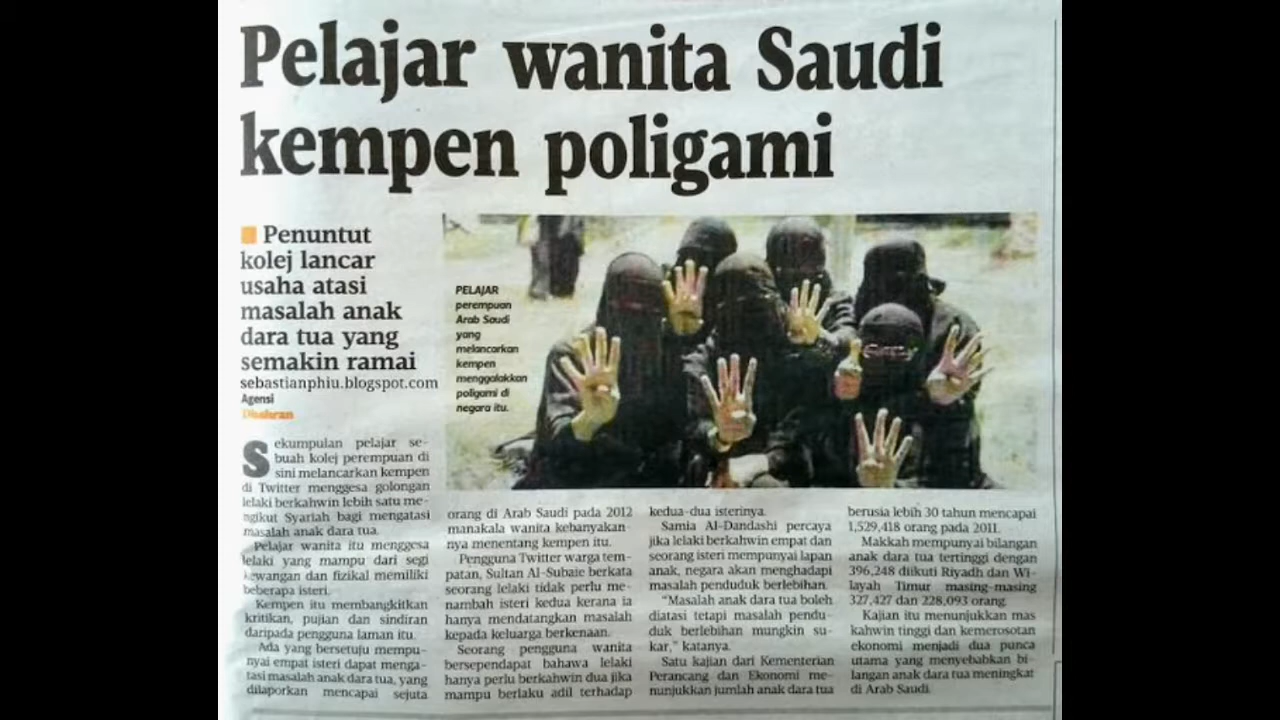 Pelajar wanita Saudi
kempen poligami
Penuntut
kolej lancar
usaha atasi
masalah anak
dara tua yang
semakin ramai
sebastianphiu.blogspot.com
Agensi
Dhahran
PELAJAR
perempuan
Arab Saudi
yang
melancarkan
kempen
menggalakkan
poligami di
negara itu.
Sekumpulan pelajar se-
buah kolej perempuan di
sini melancarkan kempen
di Twitter menggesa golongan
lelaki berkahwin lebih satu me-
ngikut Syariah bagi mengatasi
masalah anak dara tua.
Pelajar wanita itu menggesa
lelaki yang mampu dari segi
kewangan dan fizikal memiliki
beberapa isteri.
Kempen itu membangkitkan
kritikan, pujian dan sindiran
daripada pengguna laman itu.
Ada yang bersetuju mempu-
nyai empat isteri dapat menga-
tasi masalah anak dara tua, yang
dilaporkan mencapai sejuta
orang di Arab Saudi pada 2012
manakala wanita kebanyakan-
nya menentang kempen itu.
Pengguna Twitter warga tem-
patan, Sultan Al-Subaie berkata
seorang lelaki tidak perlu me-
nambah isteri kedua kerana ia
hanya mendatangkan masalah
kepada keluarga berkenaan.
Seorang pengguna wanita
bersependapat bahawa lelaki
hanya perlu berkahwin dua jika
mampu berlaku adil terhadap
kedua-dua isterinya.
Samia Al-Dandashi percaya
jika lelaki berkahwin empat dan
seorang isteri mempunyai lapan
anak, negara akan menghadapi
masalah penduduk berlebihan.
"Masalah anak dara tua boleh
diatasi tetapi masalah pendu-
duk berlebihan mungkin su-
kar," katanya.
Satu kajian dari Kementerian
Perancang dan Ekonomi me-
nunjukkan jumlah anak dara tua
berusia lebih 30 tahun mencapai
1,529,418 orang pada 2011.
Makkah mempunyai bilangan
anak dara tua tertinggi dengan
396,248 diikuti Riyadh dan Wi-
layah Timur masing-masing
327,427 dan 228,093 orang.
Kajian itu menunjukkan mas
kahwin tinggi dan kemerosotan
ekonomi menjadi dua punca
utama yang menyebabkan bi-
langan anak dara tua meningkat
di Arab Saudi.